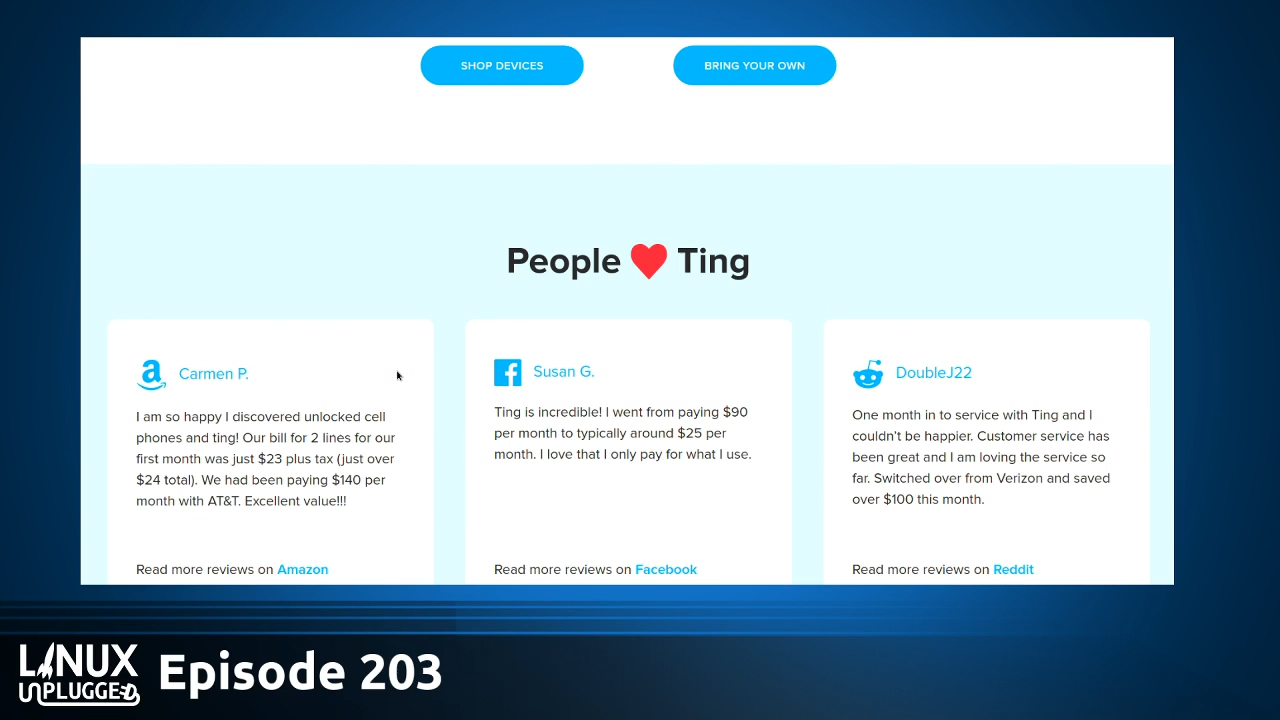 SHOP DEVICES
BRING YOUR OWN
People ❤ Ting
Carmen P.
I am so happy I discovered unlocked cell
phones and ting! Our bill for 2 lines for our
first month was just $23 plus tax (just over
$24 total). We had been paying $140 per
month with AT&T. Excellent value!!!
Read more reviews on Amazon
Susan G.
Ting is incredible! I went from paying $90
per month to typically around $25 per
month. I love that I only pay for what I use.
Read more reviews on Facebook
DoubleJ22
One month in to service with Ting and I
couldn't be happier. Customer service has
been great and I am loving the service so
far. Switched over from Verizon and saved
over $100 this month.
Read more reviews on Reddit
LINUX
UNPLUGGED
Episode 203